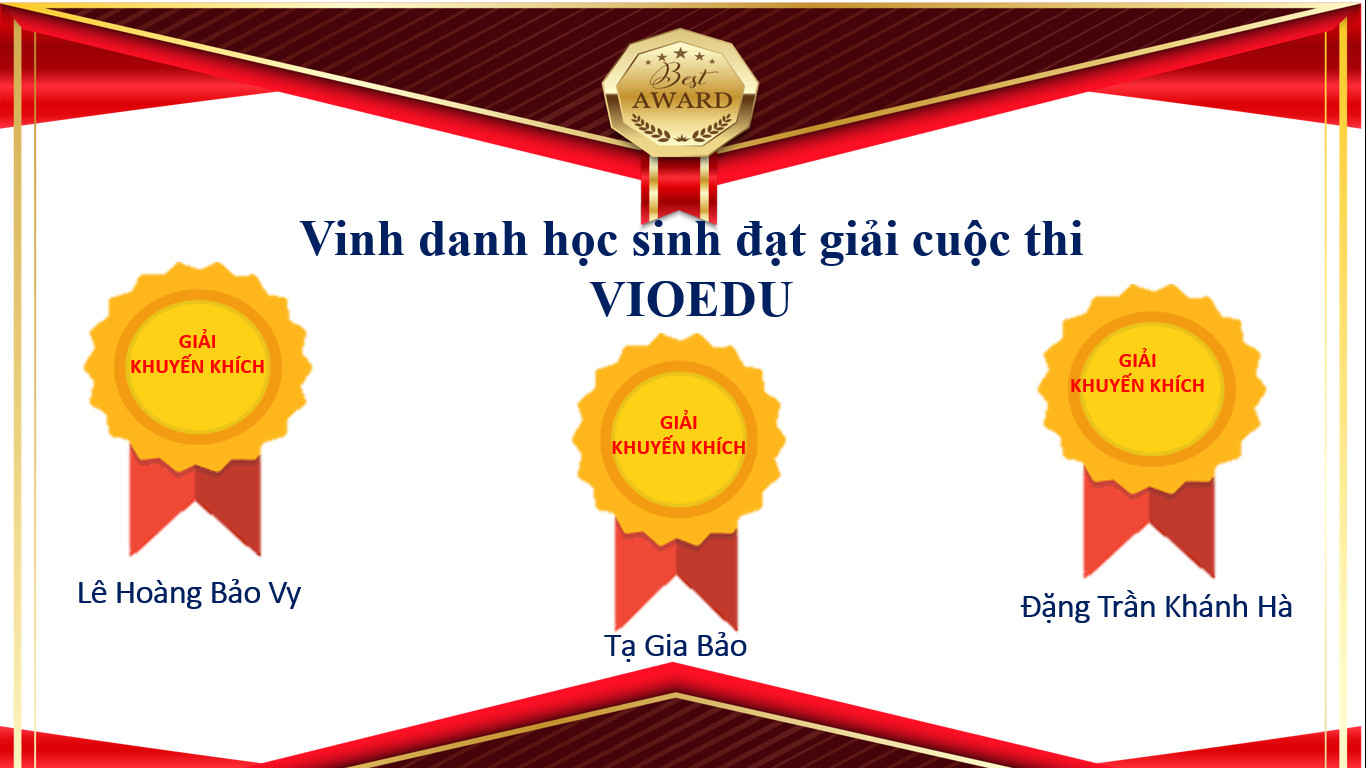 Best
AWARD
Vinh danh học sinh đạt giải cuộc thi
VIOEDU
GIẢI
KHUYẾN KHÍCH
Lê Hoàng Bảo Vy
GIẢI
KHUYẾN KHÍCH
Tạ Gia Bảo
GIẢI
KHUYẾN KHÍCH
Đặng Trần Khánh Hà